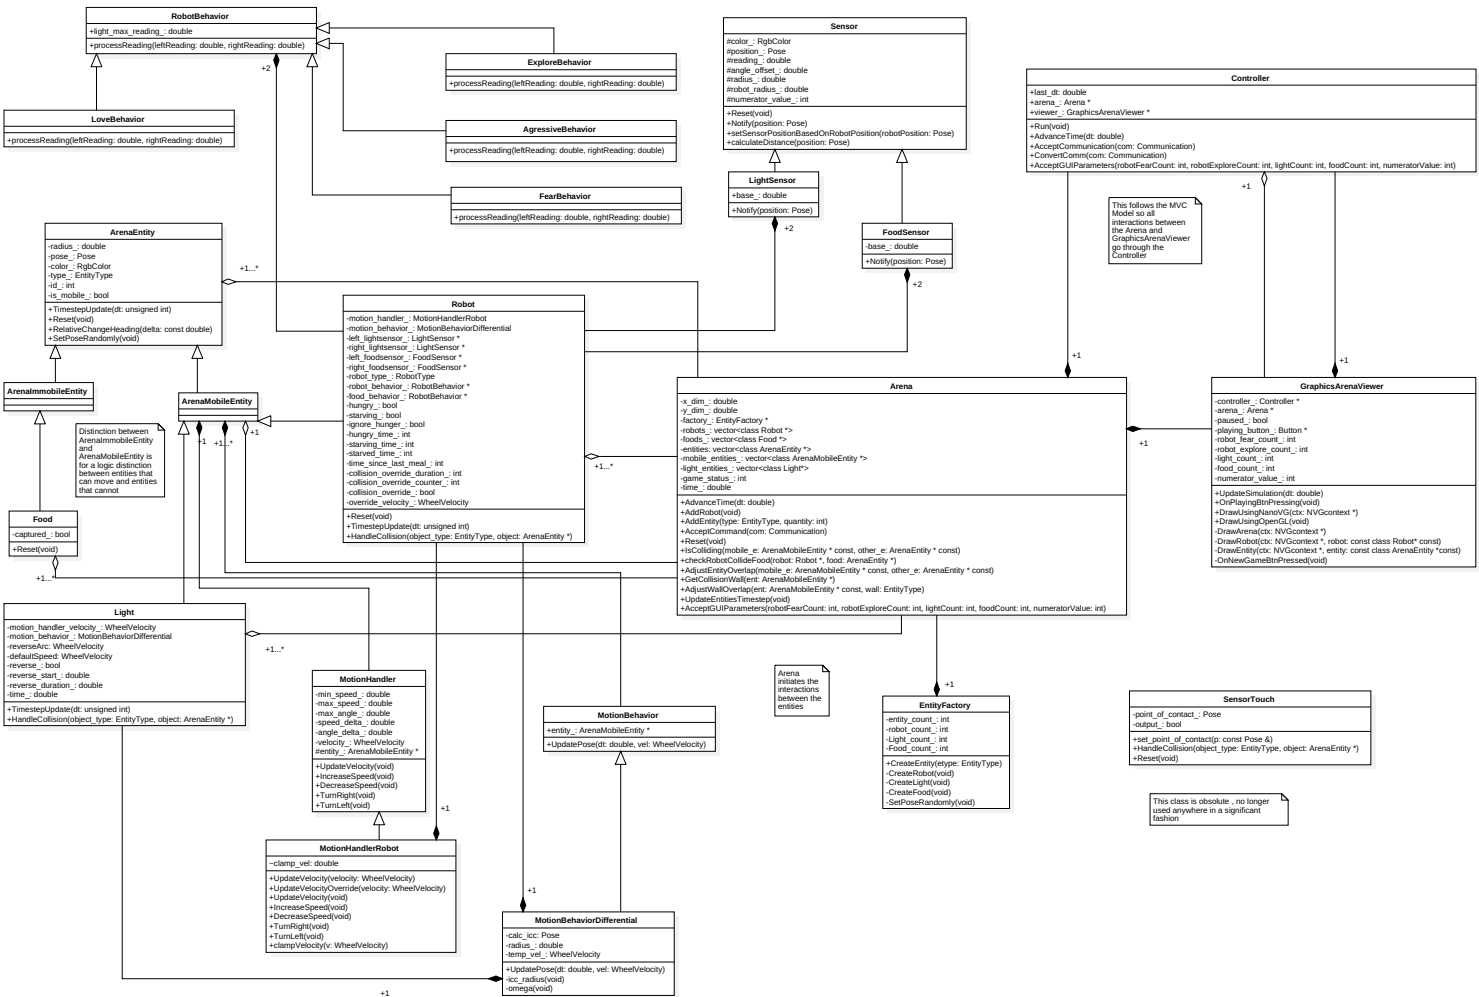 RobotBehavior
+light_max_reading_: double
+processReading(leftReading: double, rightReading: double)
+2
ExploreBehavior
+processReading(leftReading: double, rightReading: double)
LoveBehavior
+processReading(leftReading: double, rightReading: double)
AgressiveBehavior
+processReading(leftReading: double, rightReading: double)
FearBehavior
+processReading(leftReading: double, rightReading: double)
Sensor
#color_: RgbColor
#position_: Pose
#reading_: double
#angle_offset_: double
#radius_: double
#robot_radius_: double
#numerator_value_: int
+Reset(void)
+Notify(position: Pose)
+setSensorPositionBasedOnRobotPosition(robotPosition: Pose)
+calculateDistance(position: Pose)
LightSensor
+base_: double
+Notify(position: Pose)
+2
FoodSensor
-base_: double
+Notify(position: Pose)
+2
Controller
+last_dt: double
+arena_: Arena *
+viewer_: GraphicsArenaViewer *
+Run(void)
+AdvanceTime(dt: double)
+AcceptCommunication(com: Communication)
+ConvertComm(com: Communication)
+AcceptGUIParameters(robotFearCount: int, robotExploreCount: int, lightCount: int, foodCount: int, numeratorValue: int)
+1
This follows the MVC
Model so all
interactions between
the Arena and
GraphicsArenaViewer
go through the
Controller
+1
+1
ArenaEntity
-radius_: double
-pose_: Pose
-color_: RgbColor
-type_: EntityType
-id_: int
-is_mobile_: bool
+TimestepUpdate(dt: unsigned int)
+Reset(void)
+RelativeChangeHeading(delta: const double)
+SetPoseRandomly(void)
+1...*
ArenaImmobileEntity
ArenaMobileEntity
+1
+1...*
+1
Distinction between
ArenaImmobileEntity
and
ArenaMobileEntity is
for a logic distinction
between entities that
can move and entities
that cannot
Food
-captured_: bool
+Reset(void)
+1...*
Robot
-motion_handler_: MotionHandlerRobot
-motion_behavior_: MotionBehaviorDifferential
-left_lightsensor_: LightSensor *
-right_lightsensor_: LightSensor *
-left_foodsensor_: FoodSensor *
-right_foodsensor_: FoodSensor *
-robot_type_: RobotType
-robot_behavior_: RobotBehavior *
-food_behavior_: RobotBehavior *
-hungry_: bool
-starving_: bool
-ignore_hunger_: bool
-hungry_time_: int
-starving_time_: int
-starved_time_: int
-time_since_last_meal_: int
-collision_override_duration_: int
-collision_override_counter_: int
-collision_override_: bool
-override_velocity_: WheelVelocity
+Reset(void)
+TimestepUpdate(dt: unsigned int)
+HandleCollision(object_type: EntityType, object: ArenaEntity *)
+1...*
Arena
-x_dim_: double
-y_dim_: double
-factory_: EntityFactory *
-robots_: vector<class Robot *>
-foods_: vector<class Food *>
-entities: vector<class ArenaEntity *>
-mobile_entities_: vector<class ArenaMobileEntity *>
-light_entities_: vector<class Light*>
-game_status_: int
-time_: double
+AdvanceTime(dt: double)
+AddRobot(void)
+AddEntity(type: EntityType, quantity: int)
+AcceptCommand(com: Communication)
+Reset(void)
+IsColliding(mobile_e: ArenaMobileEntity * const, other_e: ArenaEntity * const)
+checkRobotCollideFood(robot: Robot *, food: ArenaEntity *)
+AdjustEntityOverlap(mobile_e: ArenaMobileEntity * const, other_e: ArenaEntity * const)
+GetCollisionWall(ent: ArenaMobileEntity *)
+AdjustWallOverlap(ent: ArenaMobileEntity * const, wall: EntityType)
+UpdateEntitiesTimestep(void)
+AcceptGUIParameters(robotFearCount: int, robotExploreCount: int, lightCount: int, foodCount: int, numeratorValue: int)
+1
GraphicsArenaViewer
-controller_: Controller *
-arena_: Arena *
-paused_: bool
-playing_button_: Button *
-robot_fear_count_: int
-robot_explore_count_: int
-light_count_: int
-food_count_: int
-numerator_value_: int
+UpdateSimulation(dt: double)
+OnPlayingBtnPressing(void)
+DrawUsingNanoVG(ctx: NVGcontext *)
+DrawUsingOpenGL(void)
-DrawArena(ctx: NVGcontext *)
-DrawRobot(ctx: NVGcontext *, robot: const class Robot* const)
-DrawEntity(ctx: NVGcontext *, entity: const class ArenaEntity *const)
-OnNewGameBtnPressed(void)
Light
-motion_handler_velocity_: WheelVelocity
-motion_behavior_: MotionBehaviorDifferential
-reverseArc: WheelVelocity
-defaultSpeed: WheelVelocity
-reverse_: bool
-reverse_start_: double
-reverse_duration_: double
-time_: double
+TimestepUpdate(dt: unsigned int)
+HandleCollision(object_type: EntityType, object: ArenaEntity *)
+1...*
MotionHandler
-min_speed_: double
-max_speed_: double
-max_angle_: double
-speed_delta_: double
-angle_delta_: double
-velocity_: WheelVelocity
#entity_: ArenaMobileEntity *
+UpdateVelocity(void)
+IncreaseSpeed(void)
+DecreaseSpeed(void)
+TurnRight(void)
+TurnLeft(void)
+1
MotionHandlerRobot
~clamp_vel: double
+UpdateVelocity(velocity: WheelVelocity)
+UpdateVelocityOverride(velocity: WheelVelocity)
+UpdateVelocity(void)
+IncreaseSpeed(void)
+DecreaseSpeed(void)
+TurnRight(void)
+TurnLeft(void)
+clampVelocity(v: WheelVelocity)
MotionBehavior
+entity_: ArenaMobileEntity *
+UpdatePose(dt: double, vel: WheelVelocity)
+1
MotionBehaviorDifferential
-calc_icc: Pose
-radius_: double
-temp_vel_: WheelVelocity
+UpdatePose(dt: double, vel: WheelVelocity)
-icc_radius(void)
-omega(void)
+1
Arena
initiates the
interactions
between the
entities
+1
EntityFactory
-entity_count_: int
-robot_count_: int
-Light_count_: int
-Food_count_: int
+CreateEntity(etype: EntityType)
-CreateRobot(void)
-CreateLight(void)
-CreateFood(void)
-SetPoseRandomly(void)
SensorTouch
-point_of_contact_: Pose
-output_: bool
+set_point_of_contact(p: const Pose &)
+HandleCollision(object_type: EntityType, object: ArenaEntity *)
+Reset(void)
This class is absolute , no longer
used anywhere in a significant
fashion